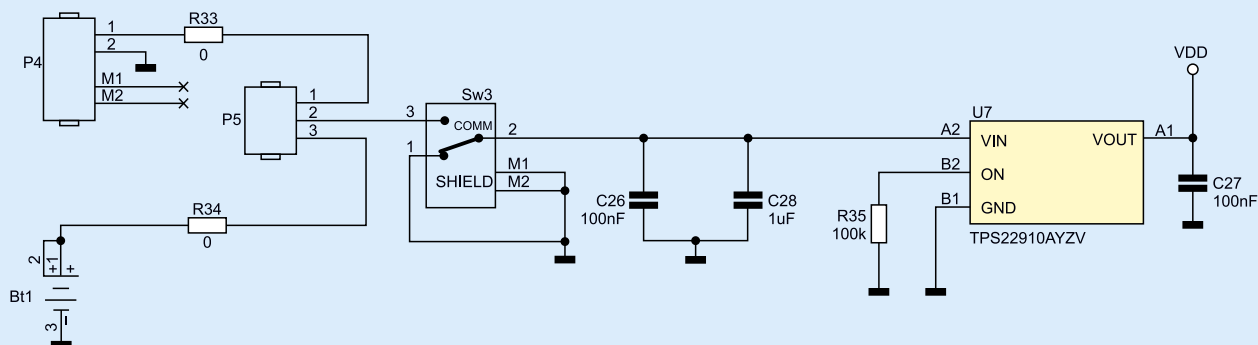 P4
1
2
M1
M2
R33
0
P5
1
2
3
R34
0
Bt1
2
1
+
+
3
Sw3
3
COMM
2
1
M1
SHIELD
M2
C26
100nF
C28
1uF
R35
100k
U7
A2
VIN
VOUT
A1
B2
ON
B1
GND
TPS22910AYZV
VDD
C27
100nF